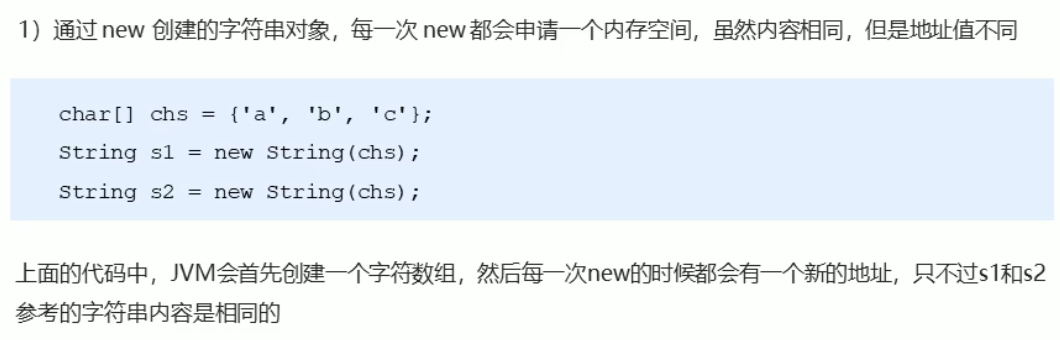 1）通过 new 创建的字符串对象，每一次 new 都会申请一个内存空间，虽然内容相同，但是地址值不同
char[] chs = {'a', 'b', 'c'};
String s1 = new String(chs);
String s2 = new String(chs);
上面的代码中，JVM会首先创建一个字符数组，然后每一次new的时候都会有一个新的地址，只不过s1和s2
参考的字符串内容是相同的